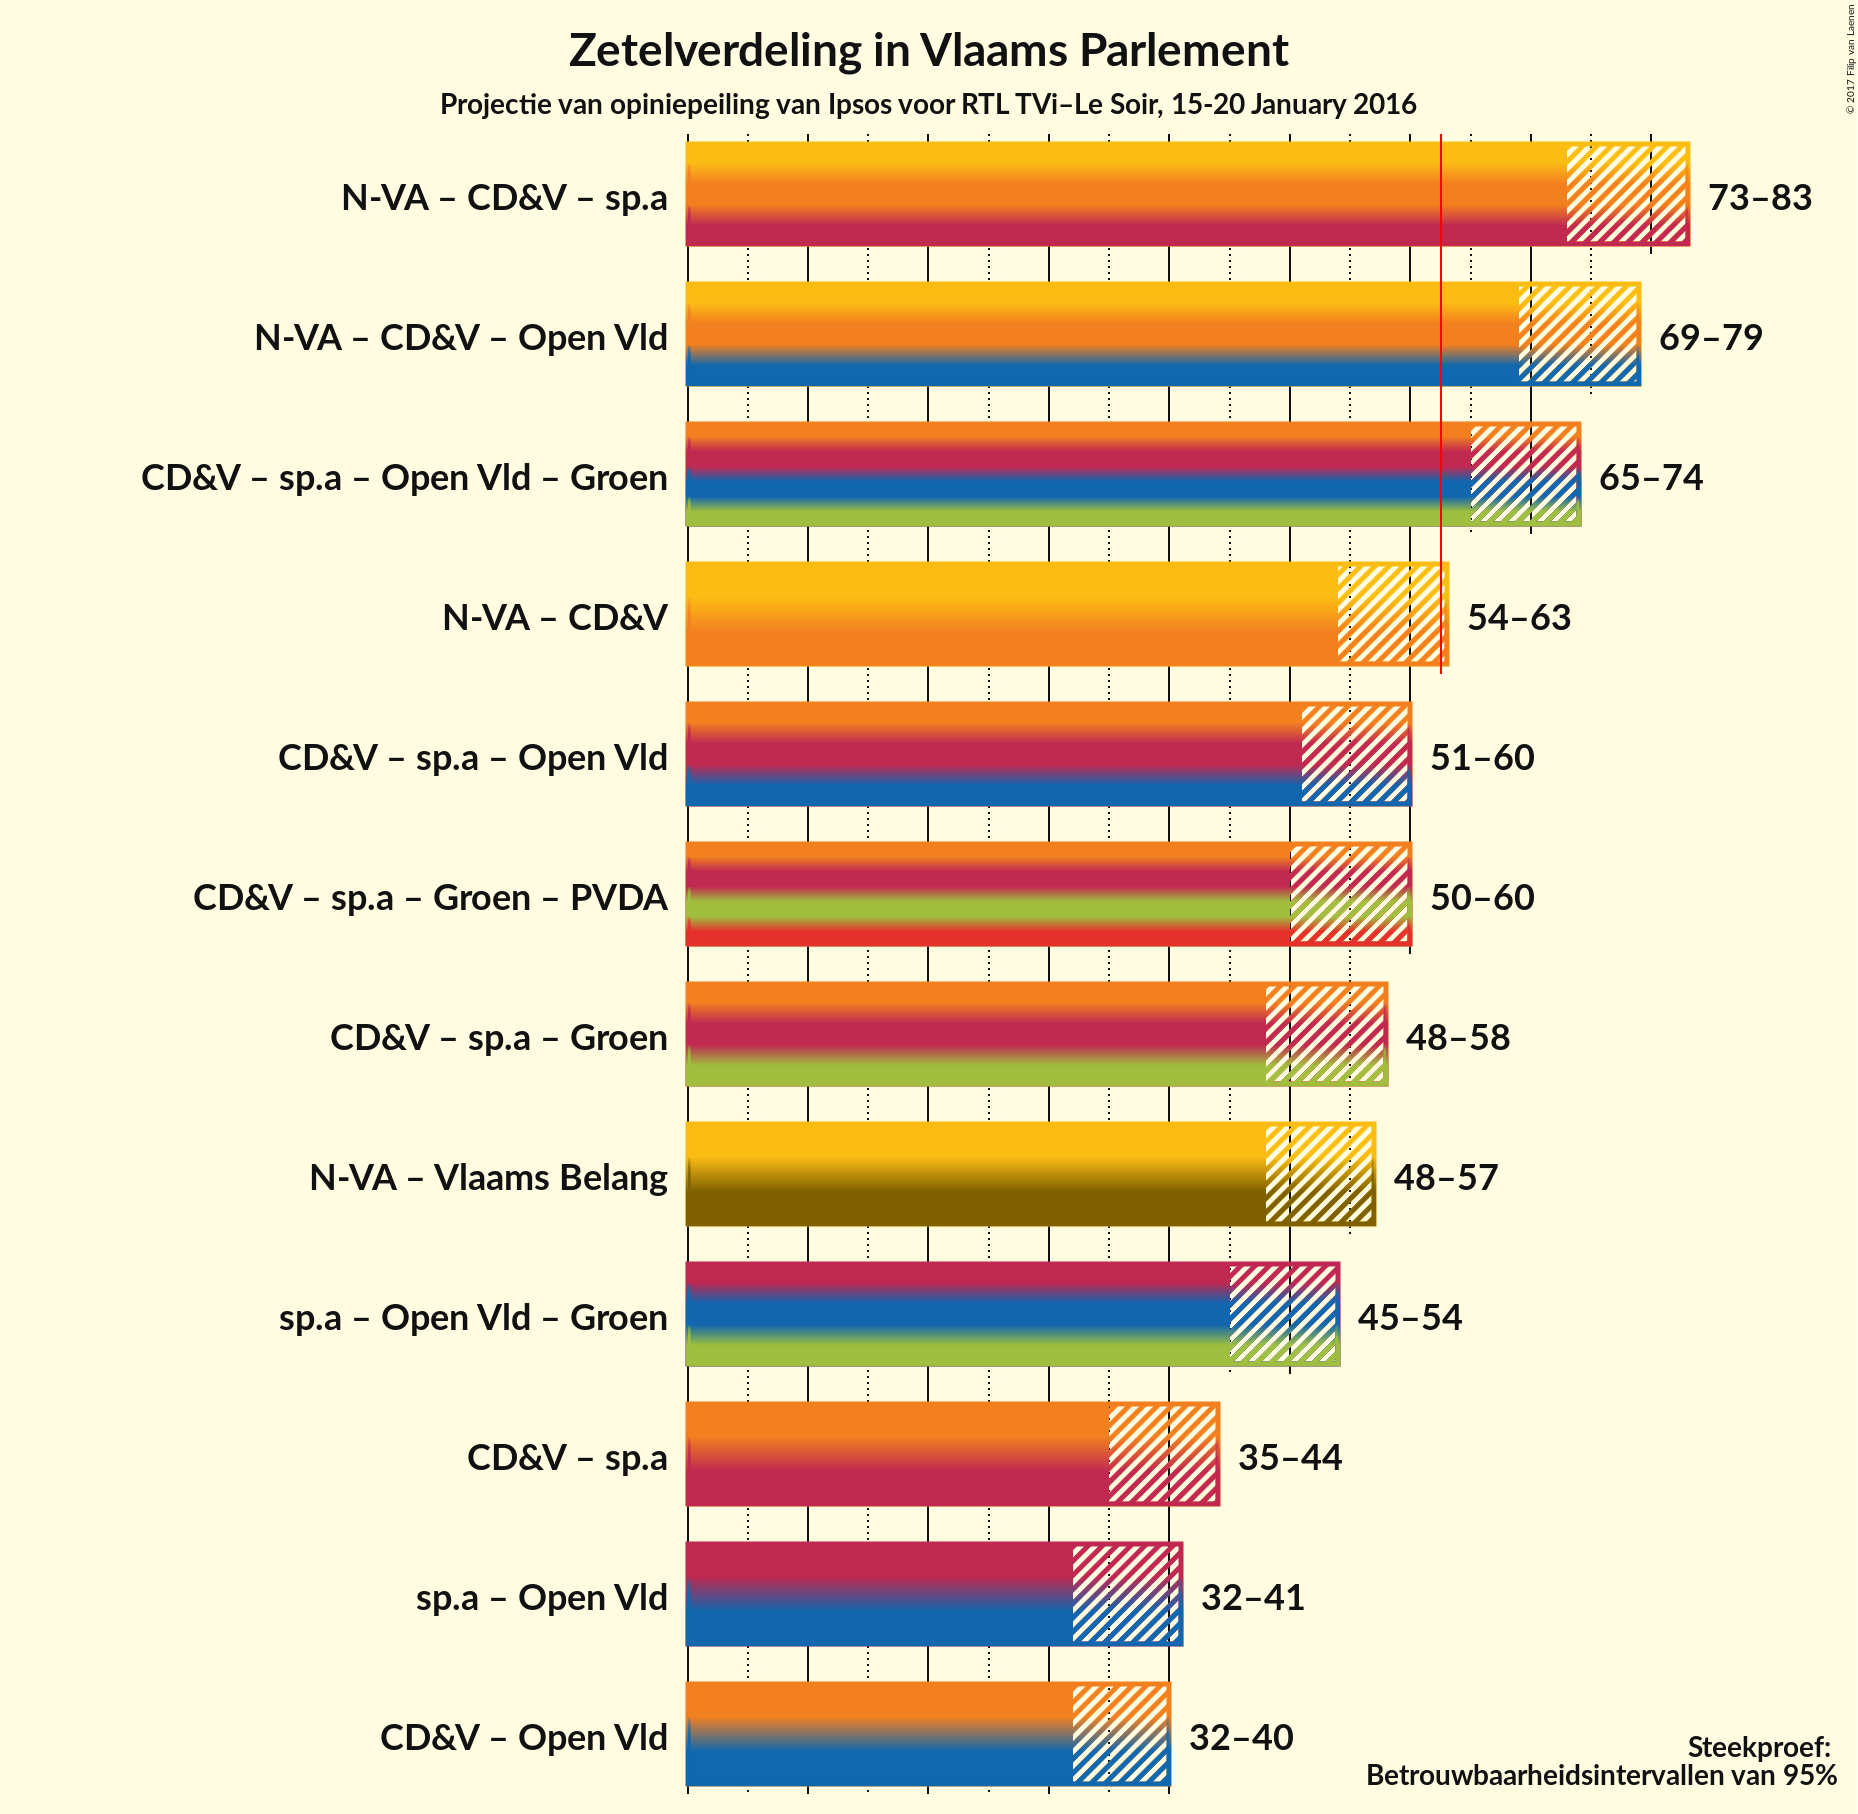 Zetelverdeling in Vlaams Parlement
Projectie van opiniepeiling van Ipsos voor RTL TVi–Le Soir, 15-20 January 2016
© 2017 Filip van Laenen
N-VA – CD&V – sp.a 73–83
N-VA – CD&V – Open Vld 69–79
CD&V – sp.a – Open Vld – Groen 65–74
N-VA – CD&V 54–63
CD&V – sp.a – Open Vld 51–60
CD&V – sp.a – Groen – PVDA 50–60
CD&V – sp.a – Groen 48–58
N-VA – Vlaams Belang 48–57
sp.a – Open Vld – Groen 45–54
CD&V – sp.a 35–44
sp.a – Open Vld 32–41
CD&V – Open Vld 32–40
Steekproef:
Betrouwbaarheidsintervallen van 95%